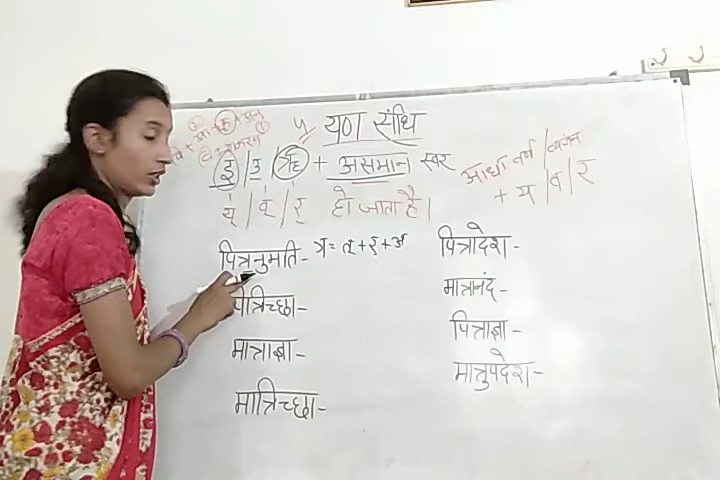 ५ यण संधि
इ / उ / ऋ + असमान स्वर
य् / व् / र् हो जाता है।
आधा वर्ण / व्यंजन
+ य / व / र
पित्रनुमति - त्र = त् + र् + अ
पित्रिच्छा -
मात्राज्ञा -
मात्रिच्छा -
पित्रादेश -
मात्रानंद -
पित्राज्ञा -
मात्रुपदेश -